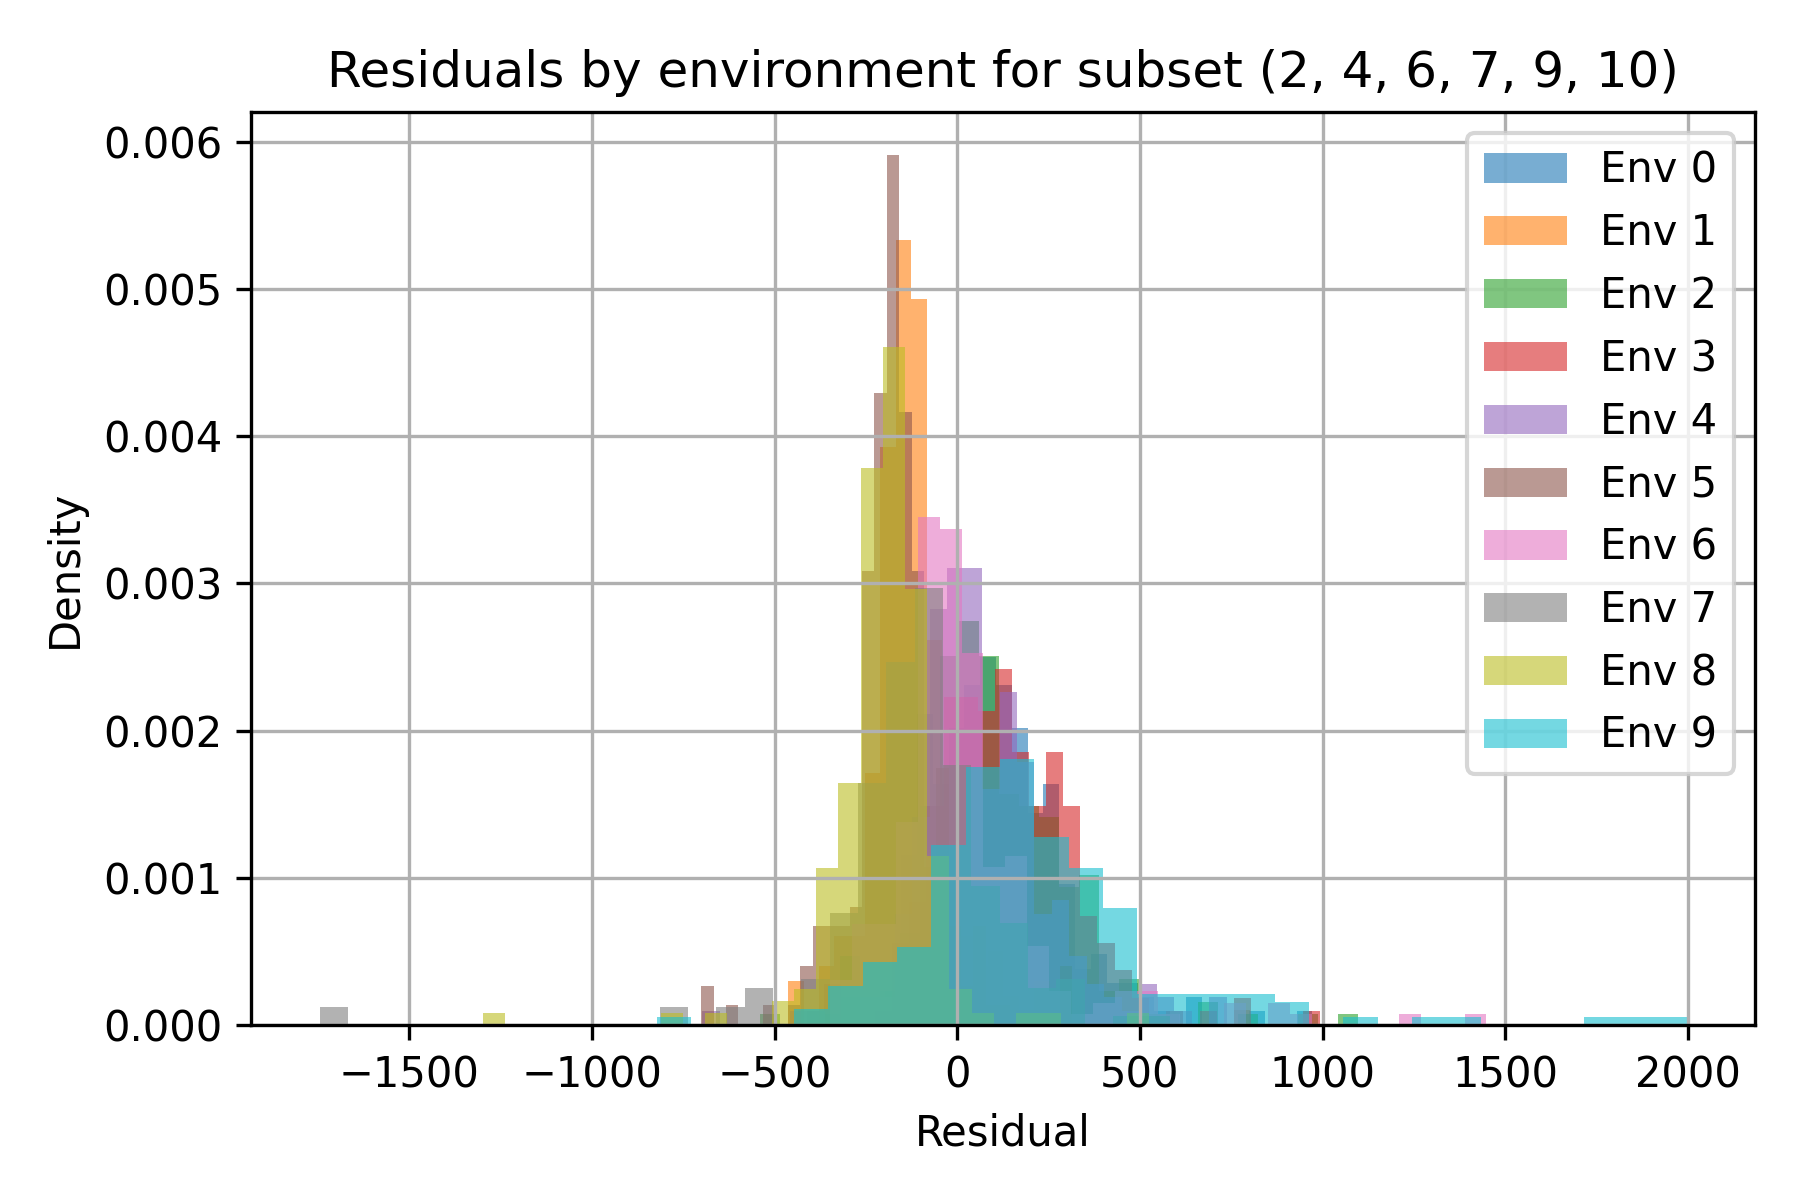 Residuals by environment for subset (2, 4, 6, 7, 9, 10)
0.006
0.005
0.004
0.003
0.002
0.001
0.000
Density
Env 0
Env 1
Env 2
Env 3
Env 4
Env 5
Env 6
Env 7
Env 8
Env 9
−1500
−1000
−500
0
500
1000
1500
2000
Residual